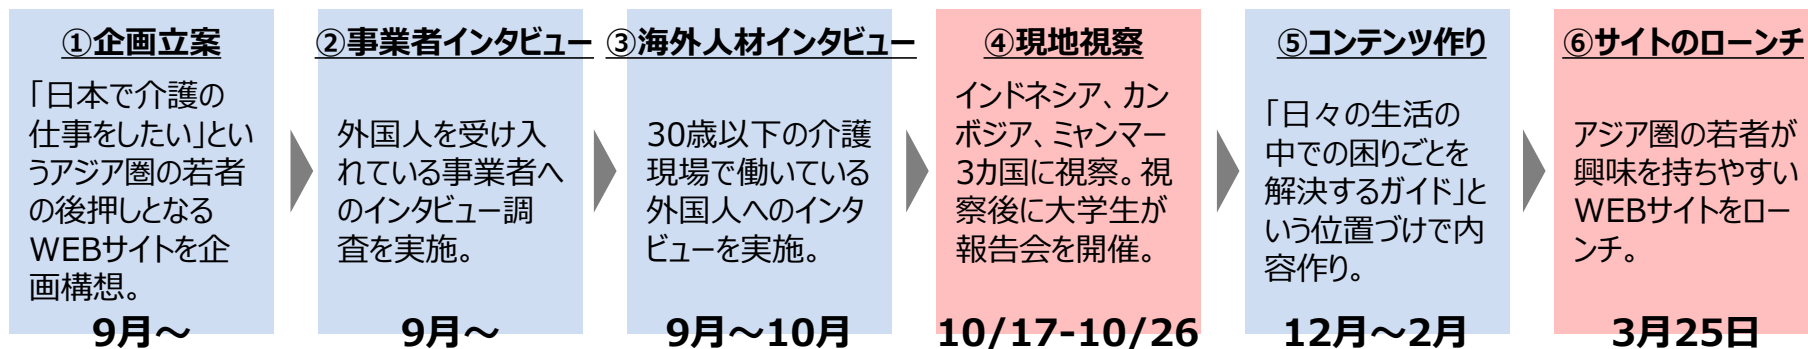 ①企画立案
「日本で介護の
仕事をしたい」とい
うアジア圏の若者
の後押しとなる
WEBサイトを企
画構想。
9月～
②事業者インタビュー
外国人を受け入
れている事業者へ
のインタビュー調
査を実施。
9月～
③海外人材インタビュー
30歳以下の介護
現場で働いている
外国人へのインタ
ビューを実施。
9月～10月
④現地視察
インドネシア、カン
ボジア、ミャンマー
3カ国に視察。視
察後に大学生が
報告会を開催。
10/17-10/26
⑤コンテンツ作り
「日々の生活の
中での困りごとを
解決するガイド」と
いう位置づけで内
容作り。
12月～2月
⑥サイトのローンチ
アジア圏の若者が
興味を持ちやすい
WEBサイトをロー
ンチ。
3月25日